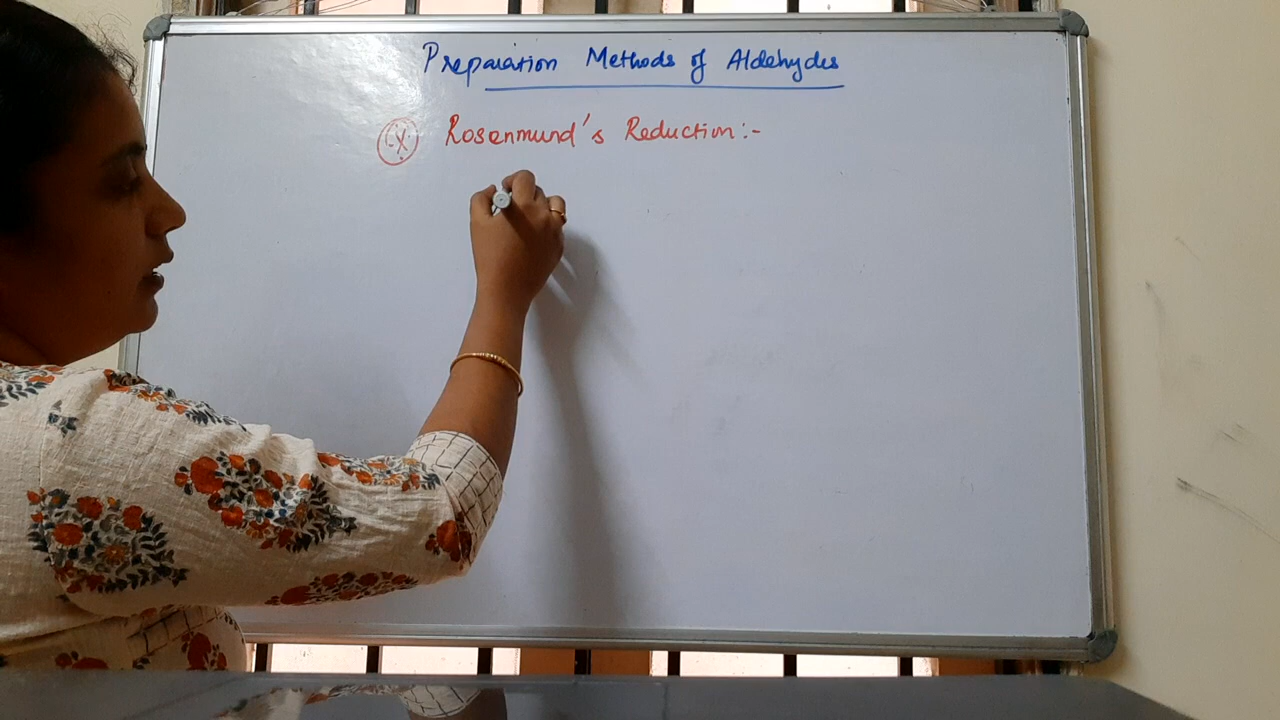 Preparation Methods of Aldehydes
Rosenmund's Reduction:-